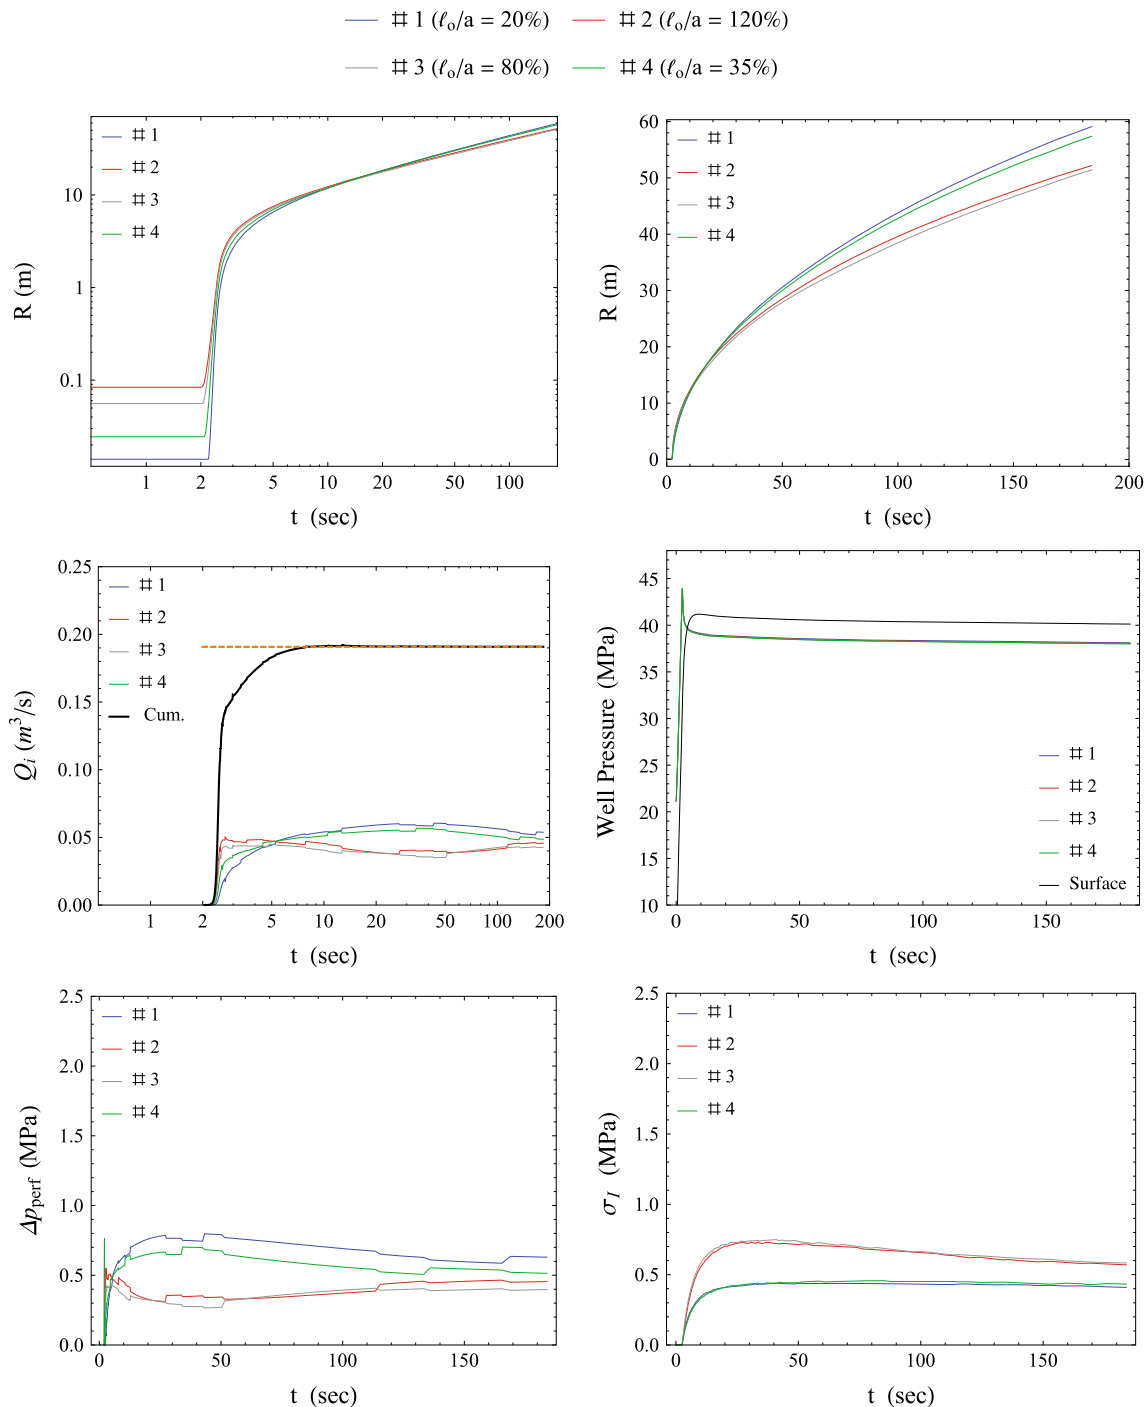 # 1 (ℓo/a = 20%) # 2 (ℓo/a = 120%)
# 3 (ℓo/a = 80%) # 4 (ℓo/a = 35%)
# 1
# 2
# 3
# 4
10
1
0.1
R (m)
1 2 5 10 20 50 100
t (sec)
# 1
# 2
# 3
# 4
60
50
40
30
20
10
0
R (m)
0 50 100 150 200
t (sec)
# 1
# 2
# 3
# 4
Cum.
0.25
0.20
0.15
0.10
0.05
0.00
Qi (m³/s)
1 2 5 10 20 50 100 200
t (sec)
45
40
35
30
25
20
15
10
Well Pressure (MPa)
# 1
# 2
# 3
# 4
Surface
0 50 100 150
t (sec)
# 1
# 2
# 3
# 4
2.5
2.0
1.5
1.0
0.5
0.0
Δpperf (MPa)
0 50 100 150
t (sec)
# 1
# 2
# 3
# 4
2.5
2.0
1.5
1.0
0.5
0.0
σI (MPa)
0 50 100 150
t (sec)